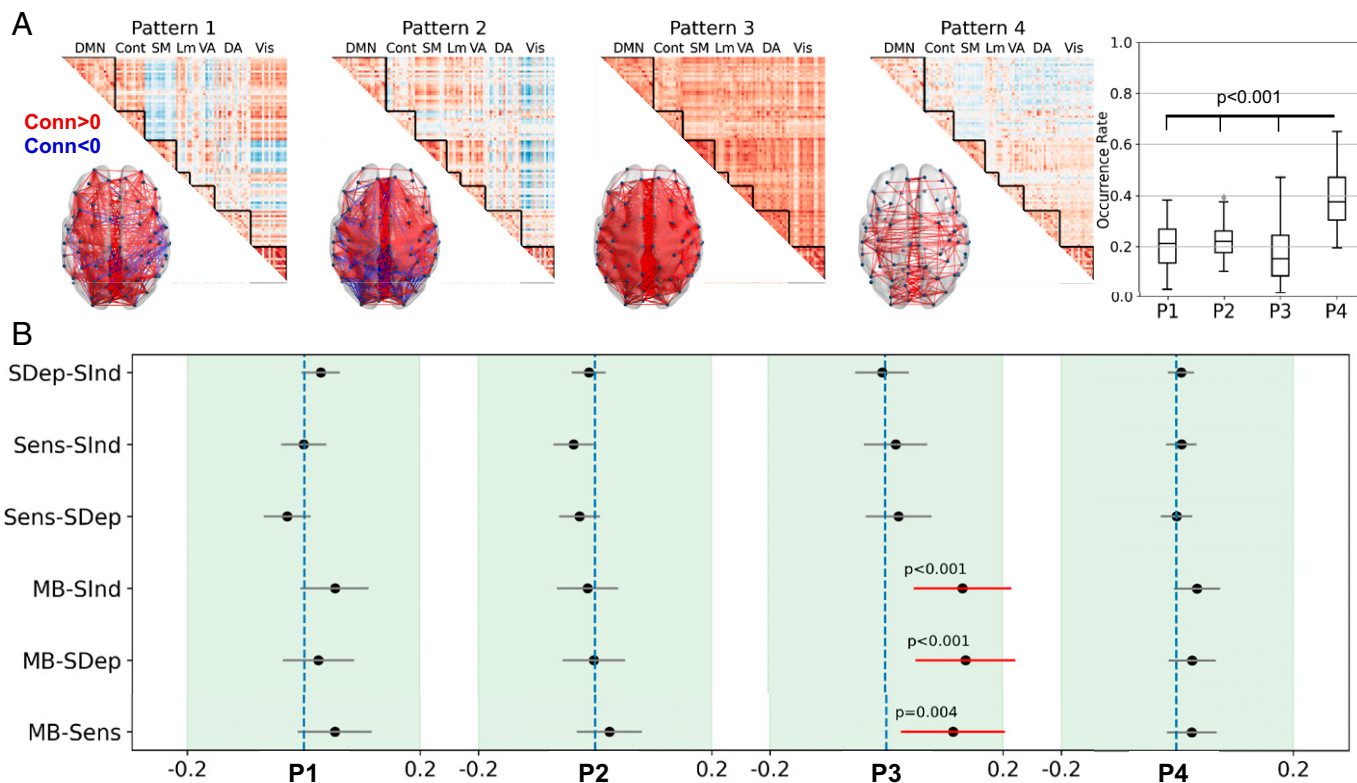 A
Pattern 1
Pattern 2
Pattern 3
Pattern 4
DMN Cont SM Lm VA DA Vis
DMN Cont SM Lm VA DA Vis
DMN Cont SM Lm VA DA Vis
DMN Cont SM Lm VA DA Vis
Conn>0
Conn<0
Occurrence Rate
1.0
0.8
0.6
0.4
0.2
0.0
p<0.001
P1 P2 P3 P4
B
SDep-SInd
Sens-SInd
Sens-SDep
MB-SInd
p<0.001
MB-SDep
p<0.001
MB-Sens
p=0.004
-0.2 P1 0.2 -0.2 P2 0.2 -0.2 P3 0.2 -0.2 P4 0.2